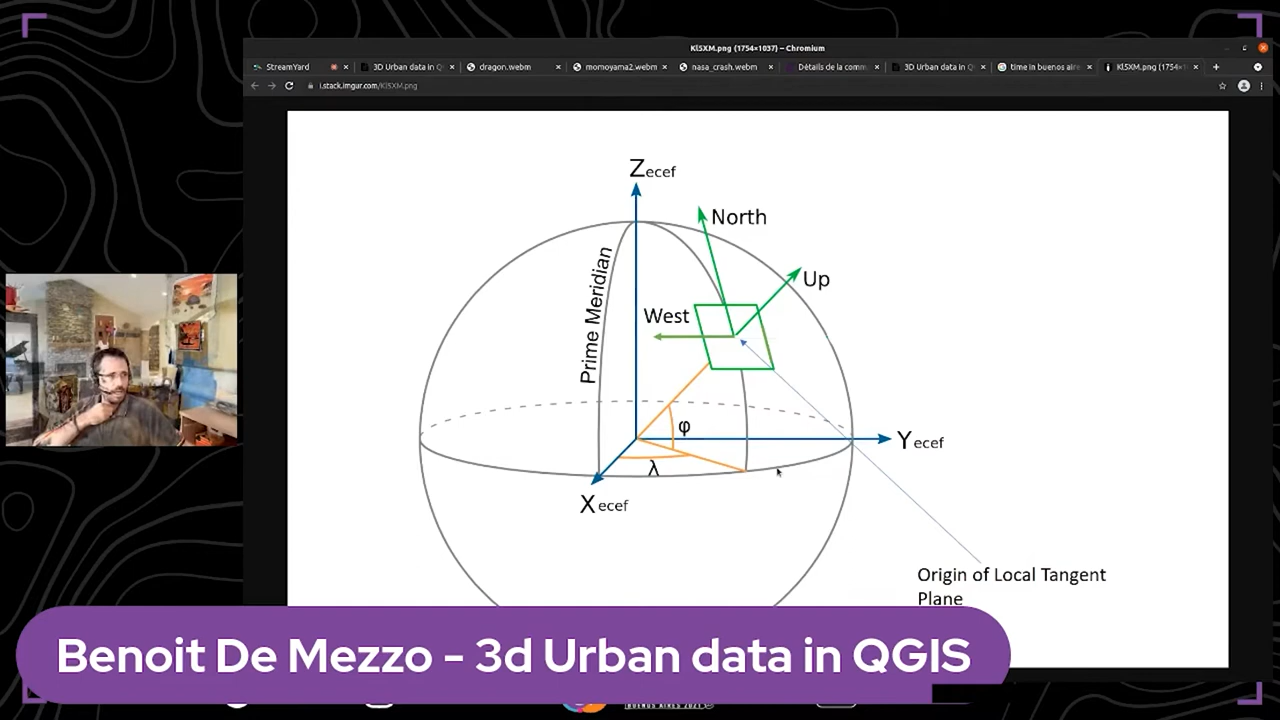 Kl5XM.png (1754×1037) – Chromium
StreamYard
3D Urban data in Q
dragon.webm
momoyama2.webm
nasa_crash.webm
Détails de la comm
3D Urban data in Q
time in buenos aire
Kl5XM.png (1754×
i.stack.imgur.com/Kl5XM.png
Zecef
North
Up
Prime Meridian
West
φ
Yecef
λ
Xecef
Origin of Local Tangent
Plane
Benoit De Mezzo - 3d Urban data in QGIS
BUENOS AIRES 2021